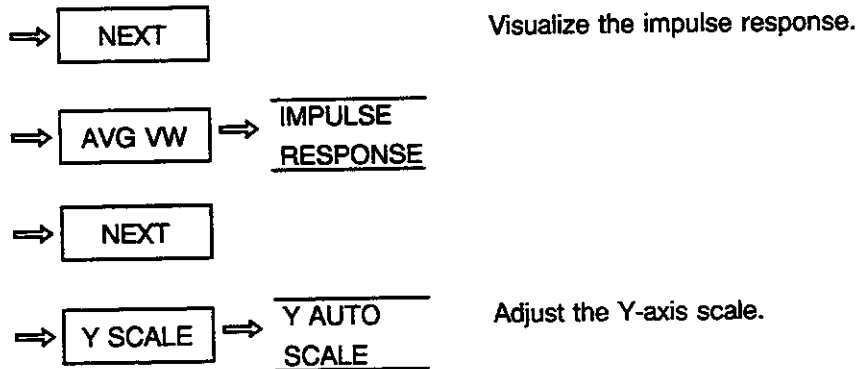 NEXT Visualize the impulse response.
AVG VW IMPULSE
RESPONSE
NEXT
Y SCALE Y AUTO Adjust the Y-axis scale.
SCALE